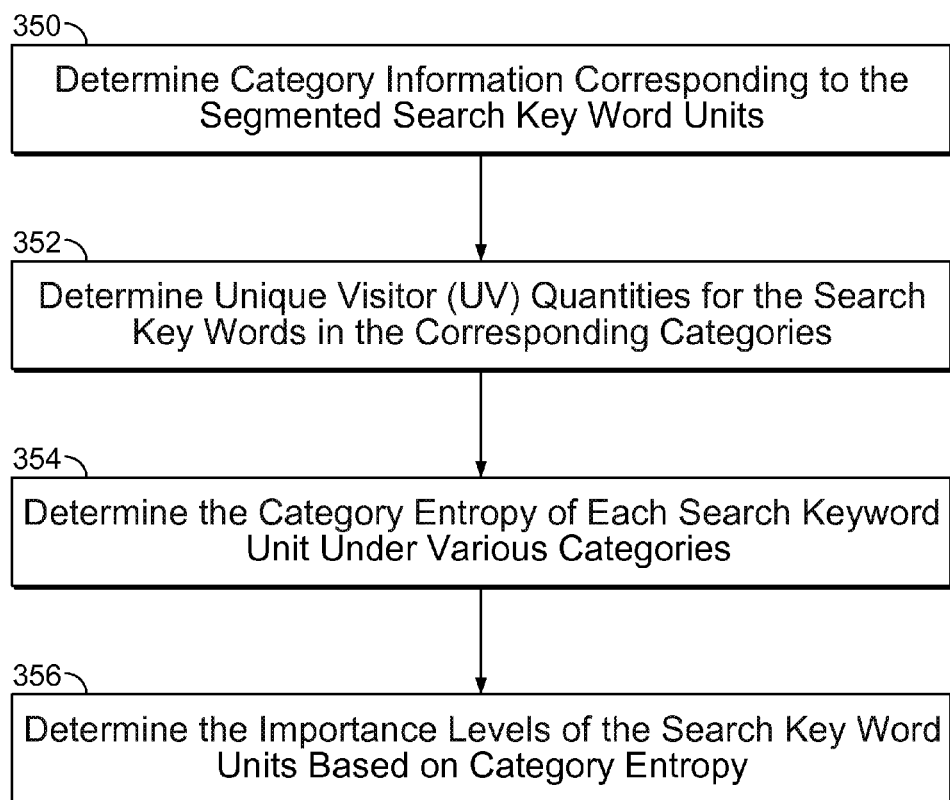 350
Determine Category Information Corresponding to the
Segmented Search Key Word Units
352
Determine Unique Visitor (UV) Quantities for the Search
Key Words in the Corresponding Categories
354
Determine the Category Entropy of Each Search Keyword
Unit Under Various Categories
356
Determine the Importance Levels of the Search Key Word
Units Based on Category Entropy